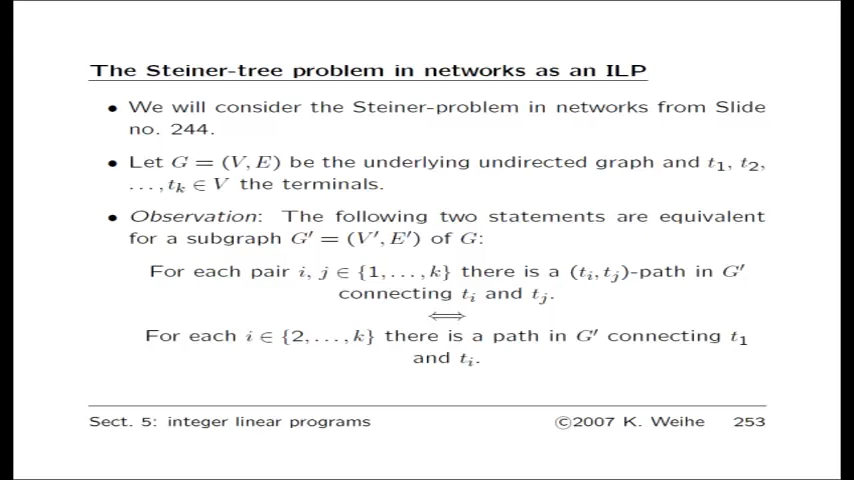 The Steiner-tree problem in networks as an ILP
• We will consider the Steiner-problem in networks from Slide
no. 244.
• Let G = (V, E) be the underlying undirected graph and t₁, t₂,
…, tₖ ∈ V the terminals.
• Observation: The following two statements are equivalent
for a subgraph G′ = (V′, E′) of G:
For each pair i, j ∈ {1, …, k} there is a (tᵢ, tⱼ)-path in G′
connecting tᵢ and tⱼ.
⟺
For each i ∈ {2, …, k} there is a path in G′ connecting t₁
and tᵢ.
Sect. 5: integer linear programs ©2007 K. Weihe 253